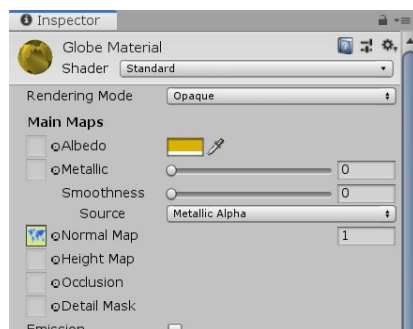 Inspector
Globe Material
Shader Standard
Rendering Mode Opaque
Main Maps
Albedo
Metallic 0
Smoothness 0
Source Metallic Alpha
Normal Map 1
Height Map
Occlusion
Detail Mask
Emission